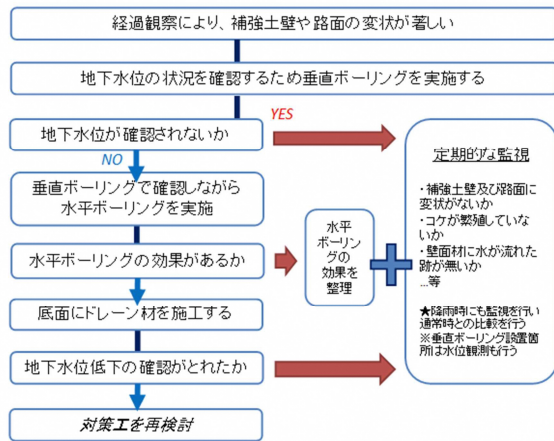 経過観察により、補強土壁や路面の変状が著しい
地下水位の状況を確認するため垂直ボーリングを実施する
YES
地下水位が確認されないか
NO
垂直ボーリングで確認しながら
水平ボーリングを実施
水平ボーリングの効果があるか
底面にドレーン材を施工する
地下水位低下の確認がとれたか
対策工を再検討
水平
ボーリン
グの
効果を
整理
定期的な監視
・補強土壁及び路面に
変状がないか
・コケが繁殖していな
いか
・壁面材に水が流れた
跡が無いか
...等
★降雨時にも監視を行い
通常時との比較を行う
※垂直ボーリング設置箇
所は水位観測も行う